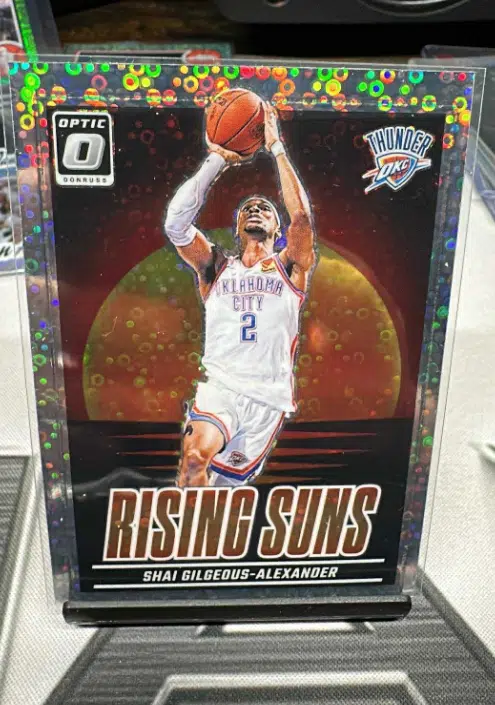 OPTIC
O
DONRUSS
THUNDER
OKC
OKLAHOMA
CITY
2
RISING SUNS
SHAI GILGEOUS-ALEXANDER